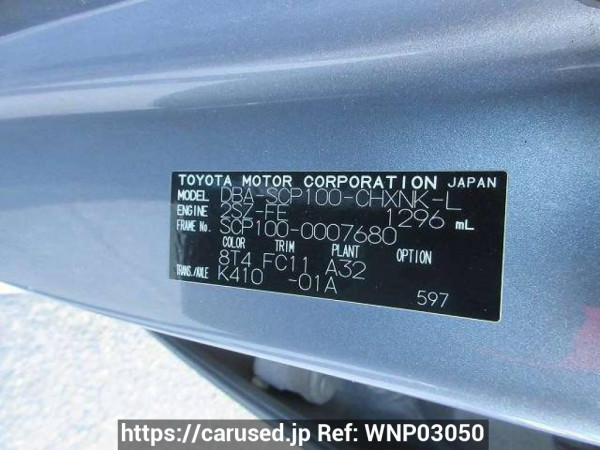 TOYOTA MOTOR CORPORATION JAPAN
MODEL DBA-SCP100-CHXNK-L
ENGINE 2SZ-FE 1296 mL
FRAME No. SCP100-0007680
COLOR TRIM PLANT OPTION
8T4 FC11 A32
TRANS./AXLE K410 -01A
597
https://carused.jp Ref: WNP03050